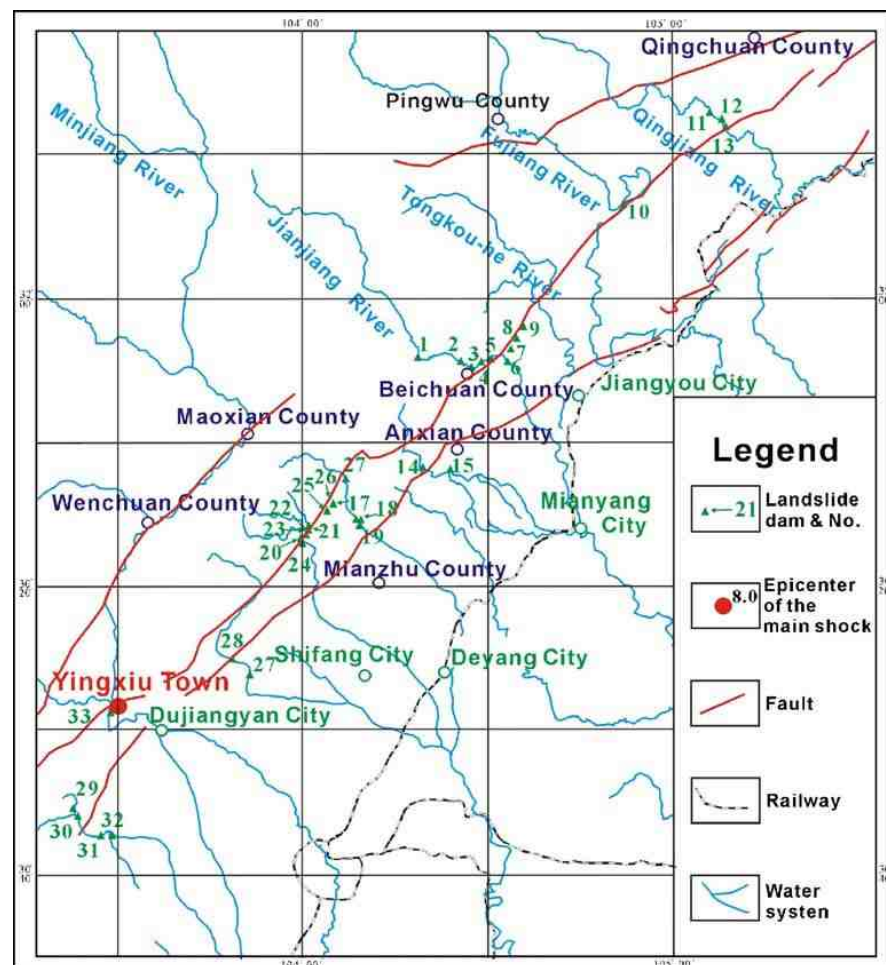 104° 00'
105° 00'
Qingchuan County
Pingwu County
Minjiang River
Fujiang River
Qingjiang River
11
12
13
10
Tongkou-he River
Jianjiang River
1
2
3
4
5
6
7
8
9
Beichuan County
Jiangyou City
Maoxian County
Anxian County
14
15
Wenchuan County
Mianyang City
25
26
27
22
23
20
21
24
17
18
19
Mianzhu County
28
27
Shifang City
Deyang City
Yingxiu Town
33
Dujiangyan City
29
30
31
32
104° 00'
Legend
21
Landslide
dam & No.
8.0
Epicenter
of the
main shock
Fault
Railway
Water
systen